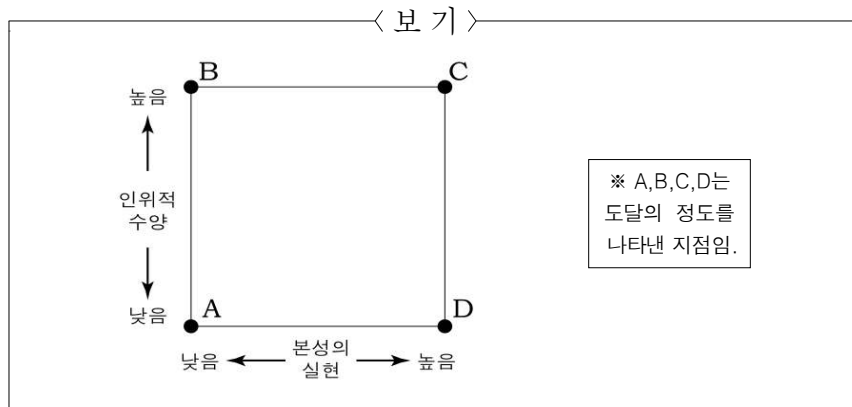 〈 보 기 〉
B
C
높음
인위적
수양
※ A,B,C,D는
도달의 정도를
나타낸 지점임.
낮음
A
D
낮음
본성의
실현
높음